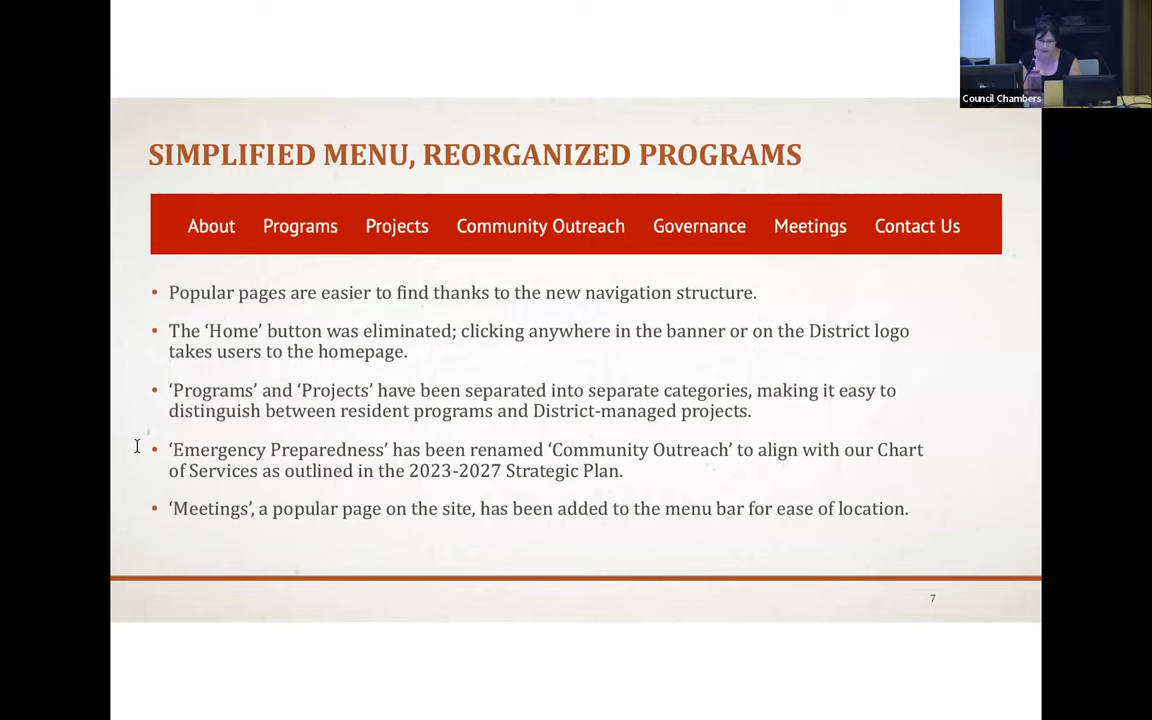 Council Chambers
SIMPLIFIED MENU, REORGANIZED PROGRAMS
About Programs Projects Community Outreach Governance Meetings Contact Us
• Popular pages are easier to find thanks to the new navigation structure.
• The ‘Home’ button was eliminated; clicking anywhere in the banner or on the District logo
takes users to the homepage.
• ‘Programs’ and ‘Projects’ have been separated into separate categories, making it easy to
distinguish between resident programs and District-managed projects.
• ‘Emergency Preparedness’ has been renamed ‘Community Outreach’ to align with our Chart
of Services as outlined in the 2023-2027 Strategic Plan.
• ‘Meetings’, a popular page on the site, has been added to the menu bar for ease of location.
7